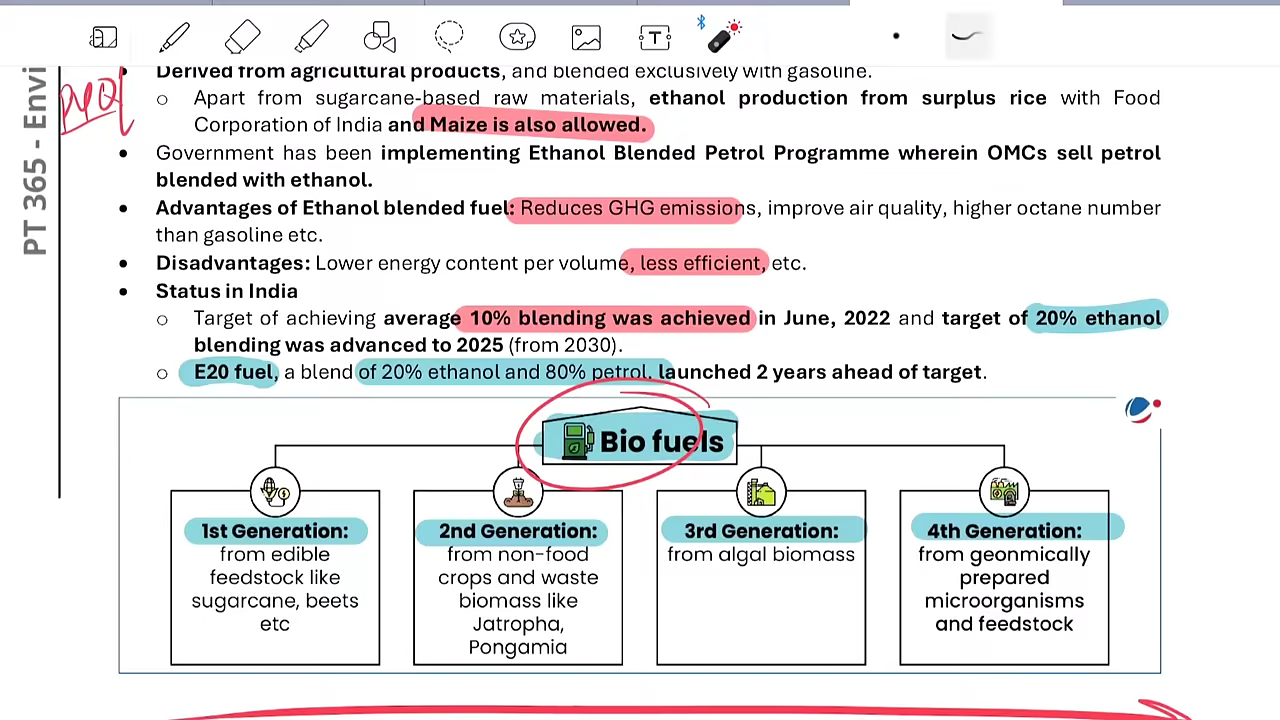 Derived from agricultural products, and blended exclusively with gasoline.
o Apart from sugarcane-based raw materials, ethanol production from surplus rice with Food
Corporation of India and Maize is also allowed.
• Government has been implementing Ethanol Blended Petrol Programme wherein OMCs sell petrol
blended with ethanol.
• Advantages of Ethanol blended fuel: Reduces GHG emissions, improve air quality, higher octane number
than gasoline etc.
• Disadvantages: Lower energy content per volume, less efficient, etc.
• Status in India
o Target of achieving average 10% blending was achieved in June, 2022 and target of 20% ethanol
blending was advanced to 2025 (from 2030).
o E20 fuel, a blend of 20% ethanol and 80% petrol, launched 2 years ahead of target.
Bio fuels
1st Generation:
from edible
feedstock like
sugarcane, beets
etc
2nd Generation:
from non-food
crops and waste
biomass like
Jatropha,
Pongamia
3rd Generation:
from algal biomass
4th Generation:
from geonmically
prepared
microorganisms
and feedstock
PT 365 - Envi
PYQ
T